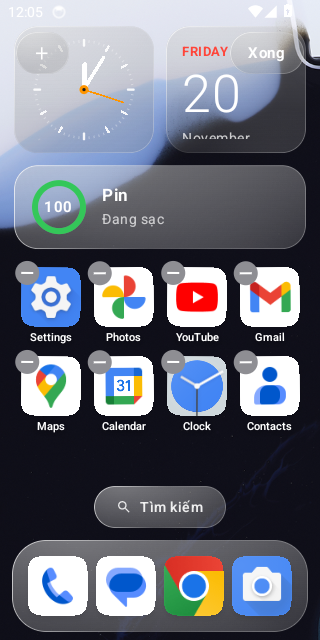 12:05
+
FRIDAY
Xong
20
November
100
Pin
Đang sạc
Settings
Photos
YouTube
Gmail
31
Maps
Calendar
Clock
Contacts
Tìm kiếm